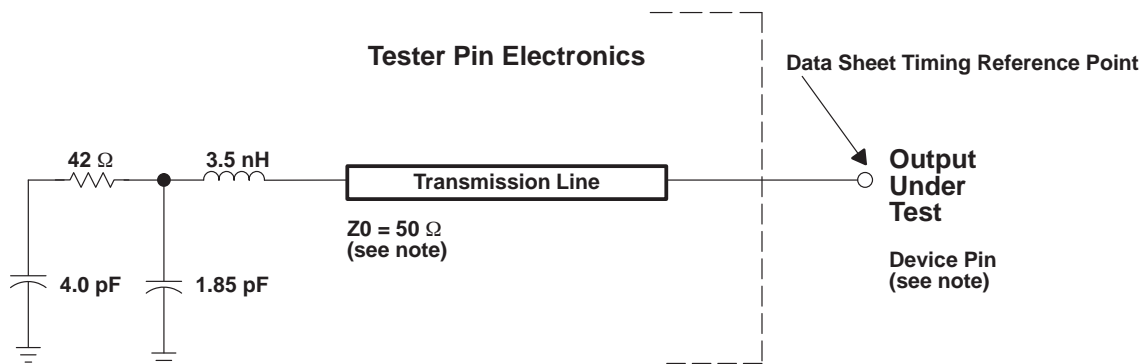 Tester Pin Electronics
Data Sheet Timing Reference Point
42 Ω
3.5 nH
Transmission Line
Output
Under
Test
Z0 = 50 Ω
(see note)
Device Pin
(see note)
4.0 pF
1.85 pF